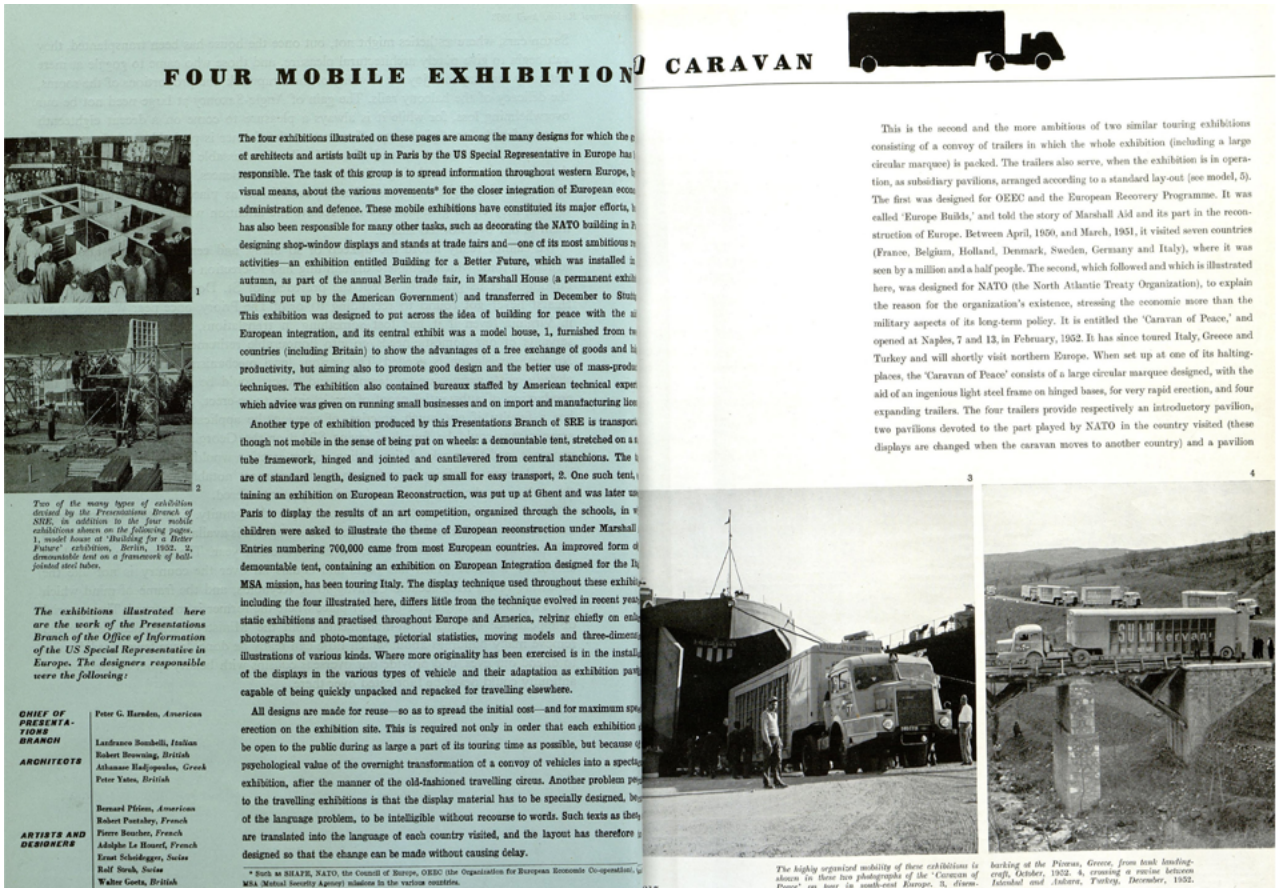 FOUR MOBILE EXHIBITION
The four exhibitions illustrated on these pages are among the many designs for which the
of architects and artists built up in Paris by the US Special Representative in Europe has
responsible. The task of this group is to spread information throughout western Europe,
visual means, about the various movements* for the closer integration of European
administration and defence. These mobile exhibitions have constituted its major efforts,
has also been responsible for many other tasks, such as decorating the NATO building in
designing shop-window displays and stands at trade fairs and—one of its most ambitious
activities—an exhibition entitled Building for a Better Future, which was installed
autumn, as part of the annual Berlin trade fair, in Marshall House (a permanent
building put up by the American Government) and transferred in December to
This exhibition was designed to put across the idea of building for peace with the
European integration, and its central exhibit was a model house, 1, furnished from
countries (including Britain) to show the advantages of a free exchange of goods and
productivity, but aiming also to promote good design and the better use of
techniques. The exhibition also contained bureaux staffed by American technical
which advice was given on running small businesses and on import and manufacturing
Another type of exhibition produced by this Presentations Branch of SRE is
though not mobile in the sense of being put on wheels: a demountable tent, stretched on a
tube framework, hinged and jointed and cantilevered from central stanchions. The
are of standard length, designed to pack up small for easy transport, 2. One such tent,
taining an exhibition on European Reconstruction, was put up at Ghent and was later
Paris to display the results of an art competition, organized through the schools, in
children were asked to illustrate the theme of European reconstruction under Marshall
Entries numbering 760,000 came from most European countries. An improved form
demountable tent, containing an exhibition on European Integration designed for the
MSA mission, has been touring Italy. The display technique used throughout these
including the four illustrated here, differs little from the technique evolved in recent
static exhibitions and practised throughout Europe and America, relying chiefly on
photographs and photo-montage, pictorial statistics, moving models and
illustrations of various kinds. Where more originality has been exercised is in the
of the displays in the various types of vehicle and their adaptation as exhibition
capable of being quickly unpacked and repacked for travelling elsewhere.
All designs are made for reuse—so as to spread the initial cost—and for maximum
erection on the exhibition site. This is required not only in order that each exhibition
be open to the public during as large a part of its touring time as possible, but because
psychological value of the overnight transformation of a convoy of vehicles into a
exhibition, after the manner of the old-fashioned travelling circus. Another problem
to the travelling exhibitions is that the display material has to be specially designed,
of the language problem, to be intelligible without recourse to words. Such texts as
are translated into the language of each country visited, and the layout has therefore
designed so that the change can be made without causing delay.
* Such as SHAPE, NATO, the Council of Europe, OEEC (the Organization for European Economic Co-operation),
MSA (Mutual Security Agency) missions in the various countries.
1
2
Two of the many types of exhibition
devised by the Presentations Branch of
SRE, in addition to the four mobile
exhibitions shown on the following pages.
1, model house at 'Building for a Better
Future' exhibition, Berlin, 1952. 2,
demountable tent on a framework of ball-
jointed steel tubes.
The exhibitions illustrated here
are the work of the Presentations
Branch of the Office of Information
of the US Special Representative in
Europe. The designers responsible
were the following:
CHIEF OF
PRESENTA-
TIONS
BRANCH
Peter G. Harnden, American
ARCHITECTS
Lanfranco Bombelli, Italian
Robert Browning, British
Athanase Hadjopoulos, Greek
Peter Yates, British
ARTISTS AND
DESIGNERS
Bernard Pfriem, American
Robert Pontabry, French
Pierre Boucher, French
Adolphe Le Houerf, French
Ernst Scheidegger, Swiss
Rolf Strub, Swiss
Walter Goetz, British
CARAVAN
This is the second and the more ambitious of two similar touring exhibitions
consisting of a convoy of trailers in which the whole exhibition (including a large
circular marquee) is packed. The trailers also serve, when the exhibition is in opera-
tion, as subsidiary pavilions, arranged according to a standard lay-out (see model, 5).
The first was designed for OEEC and the European Recovery Programme. It was
called 'Europe Builds,' and told the story of Marshall Aid and its part in the recon-
struction of Europe. Between April, 1950, and March, 1951, it visited seven countries
(France, Belgium, Holland, Denmark, Sweden, Germany and Italy), where it was
seen by a million and a half people. The second, which followed and which is illustrated
here, was designed for NATO (the North Atlantic Treaty Organization), to explain
the reason for the organization's existence, stressing the economic more than the
military aspects of its long-term policy. It is entitled the 'Caravan of Peace,' and
opened at Naples, 7 and 13, in February, 1952. It has since toured Italy, Greece and
Turkey and will shortly visit northern Europe. When set up at one of its halting-
places, the 'Caravan of Peace' consists of a large circular marquee designed, with the
aid of an ingenious light steel frame on hinged bases, for very rapid erection, and four
expanding trailers. The four trailers provide respectively an introductory pavilion,
two pavilions devoted to the part played by NATO in the country visited (these
displays are changed when the caravan moves to another country) and a pavilion
3
4
SULH kervanı
The highly organized mobility of these exhibitions is
shown in these two photographs of the 'Caravan of
Peace' on tour in south-east Europe. 3, disem-
barking at the Piraeus, Greece, from tank landing-
craft, October, 1952. 4, crossing a ravine between
Istanbul and Ankara, Turkey, December, 1952.